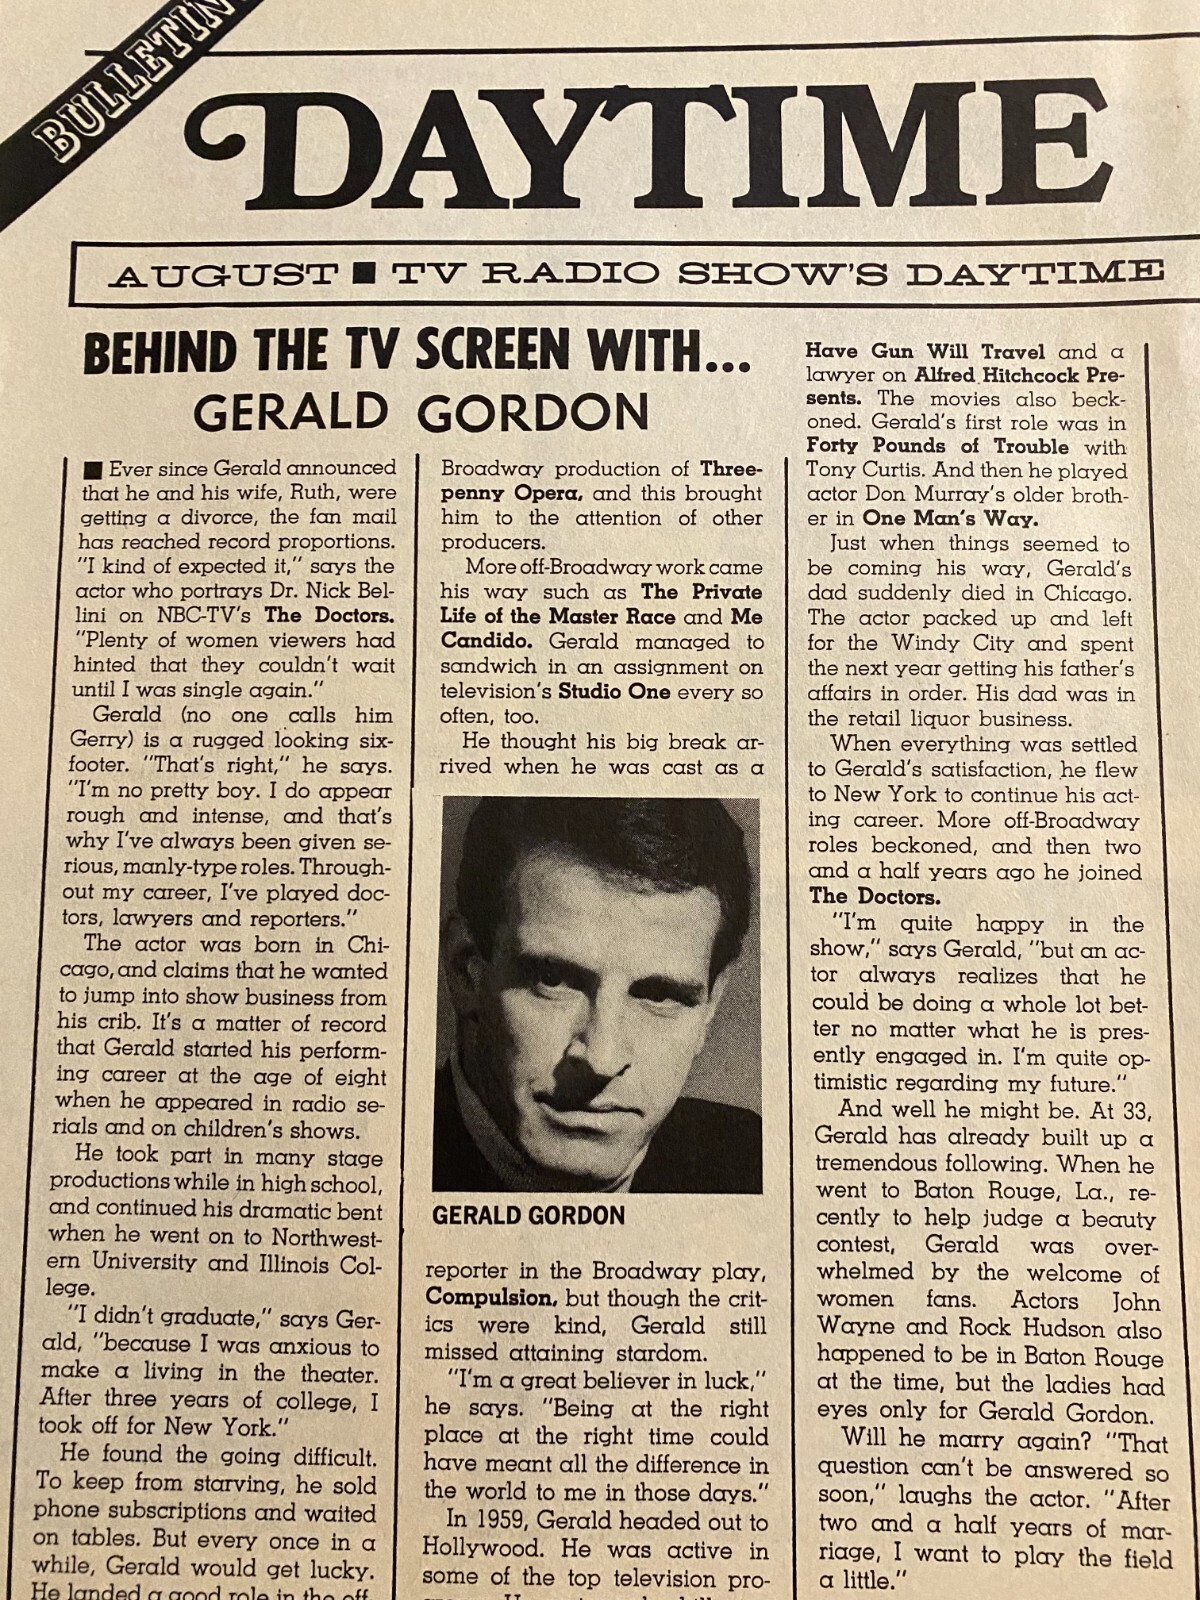 BULLETIN
DAYTIME
AUGUST ■ TV RADIO SHOW'S DAYTIME
BEHIND THE TV SCREEN WITH...
GERALD GORDON
■ Ever since Gerald announced
that he and his wife, Ruth, were
getting a divorce, the fan mail
has reached record proportions.
"I kind of expected it," says the
actor who portrays Dr. Nick Bel-
lini on NBC-TV's The Doctors.
"Plenty of women viewers had
hinted that they couldn't wait
until I was single again."
Gerald (no one calls him
Gerry) is a rugged looking six-
footer. "That's right," he says.
"I'm no pretty boy. I do appear
rough and intense, and that's
why I've always been given se-
rious, manly-type roles. Through-
out my career, I've played doc-
tors, lawyers and reporters."
The actor was born in Chi-
cago, and claims that he wanted
to jump into show business from
his crib. It's a matter of record
that Gerald started his perform-
ing career at the age of eight
when he appeared in radio se-
rials and on children's shows.
He took part in many stage
productions while in high school,
and continued his dramatic bent
when he went on to Northwest-
ern University and Illinois Col-
lege.
"I didn't graduate," says Ger-
ald, "because I was anxious to
make a living in the theater.
After three years of college, I
took off for New York."
He found the going difficult.
To keep from starving, he sold
phone subscriptions and waited
on tables. But every once in a
while, Gerald would get lucky.
He landed a good role in the off-
Broadway production of Three-
penny Opera, and this brought
him to the attention of other
producers.
More off-Broadway work came
his way such as The Private
Life of the Master Race and Me
Candido. Gerald managed to
sandwich in an assignment on
television's Studio One every so
often, too.
He thought his big break ar-
rived when he was cast as a
GERALD GORDON
reporter in the Broadway play,
Compulsion, but though the crit-
ics were kind, Gerald still
missed attaining stardom.
"I'm a great believer in luck,"
he says. "Being at the right
place at the right time could
have meant all the difference in
the world to me in those days."
In 1959, Gerald headed out to
Hollywood. He was active in
some of the top television pro-
Have Gun Will Travel and a
lawyer on Alfred Hitchcock Pre-
sents. The movies also beck-
oned. Gerald's first role was in
Forty Pounds of Trouble with
Tony Curtis. And then he played
actor Don Murray's older broth-
er in One Man's Way.
Just when things seemed to
be coming his way, Gerald's
dad suddenly died in Chicago.
The actor packed up and left
for the Windy City and spent
the next year getting his father's
affairs in order. His dad was in
the retail liquor business.
When everything was settled
to Gerald's satisfaction, he flew
to New York to continue his act-
ing career. More off-Broadway
roles beckoned, and then two
and a half years ago he joined
The Doctors.
"I'm quite happy in the
show," says Gerald, "but an ac-
tor always realizes that he
could be doing a whole lot bet-
ter no matter what he is pres-
ently engaged in. I'm quite op-
timistic regarding my future."
And well he might be. At 33,
Gerald has already built up a
tremendous following. When he
went to Baton Rouge, La., re-
cently to help judge a beauty
contest, Gerald was over-
whelmed by the welcome of
women fans. Actors John
Wayne and Rock Hudson also
happened to be in Baton Rouge
at the time, but the ladies had
eyes only for Gerald Gordon.
Will he marry again? "That
question can't be answered so
soon," laughs the actor. "After
two and a half years of mar-
riage, I want to play the field
a little."